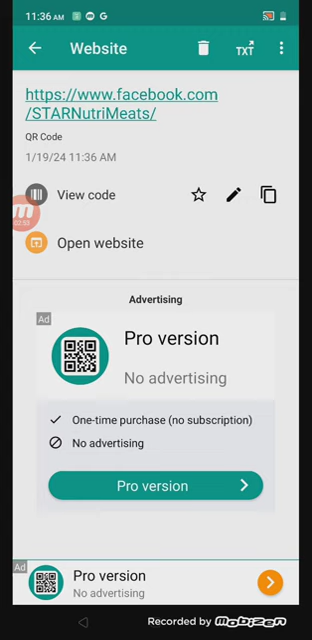 11:36 AM
Website
TXT
https://www.facebook.com
/STARNutriMeats/
QR Code
1/19/24 11:36 AM
View code
03:53
Open website
Advertising
Ad
Pro version
No advertising
One-time purchase (no subscription)
No advertising
Pro version
Ad
Pro version
No advertising
Recorded by Mobizen